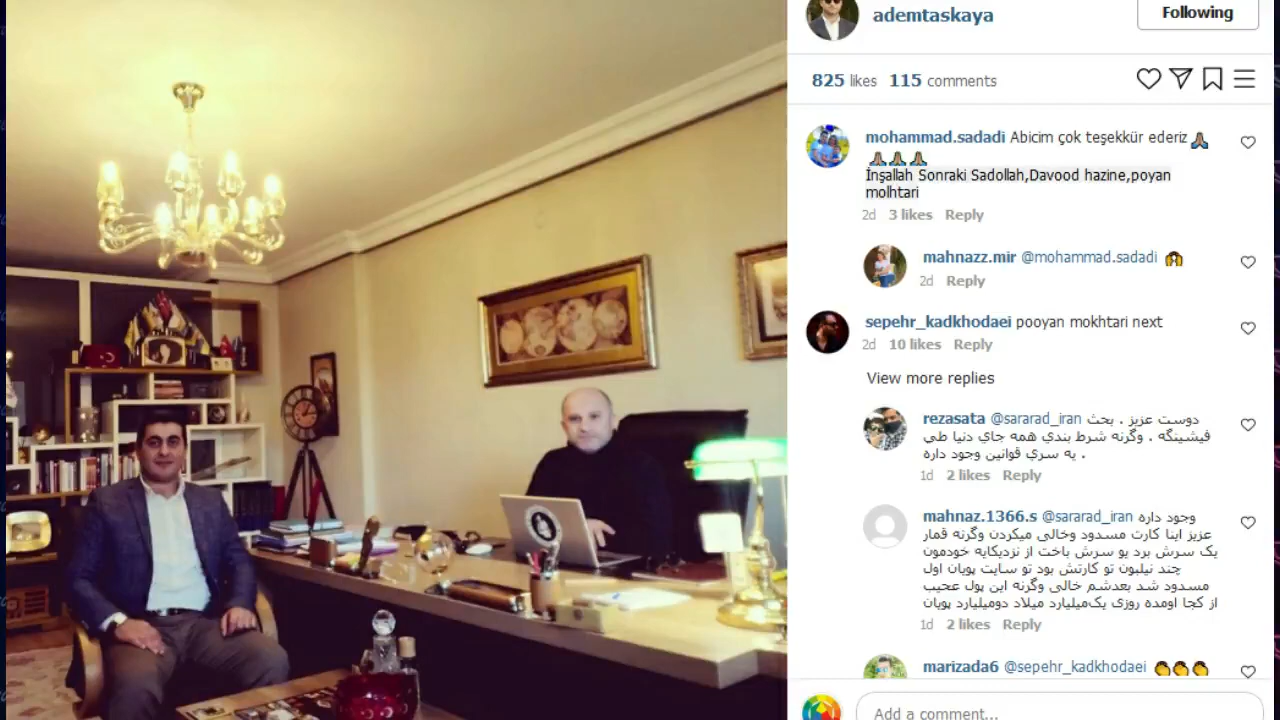 ademtaskaya
Following
825 likes 115 comments
mohammad.sadadi Abicim çok teşekkür ederiz🙏🏽
🙏🏽🙏🏽🙏🏽
İnşallah Sonraki Sadollah,Davood hazine,poyan
molhtari
2d 3 likes Reply
mahnazz.mir @mohammad.sadadi
2d Reply
sepehr_kadkhodaei pooyan mokhtari next
2d 10 likes Reply
View more replies
rezasata @sararad_iran دوست عزیز . بحث
فیشینگه . وگرنه شرط بندي همه جاي دنیا طی
یه سري قوانین وجود داره .
1d 2 likes Reply
mahnaz.1366.s @sararad_iran وجود داره
عزیز اینا کارت مسدود وخالی میکردن وگرنه قمار
یک سرش برد یو سرش باخت از نزدیکایه خودمون
چند نیلیون تو کارتش بود تو سایت پویان اول
مسدود شد بعدشم خالی وگرنه این پول عجیب
از کجا اومده روزی یک‌میلیارد میلاد دومیلیارد پویان
1d 2 likes Reply
marizada6 @sepehr_kadkhodaei 👏👏👏
Add a comment...